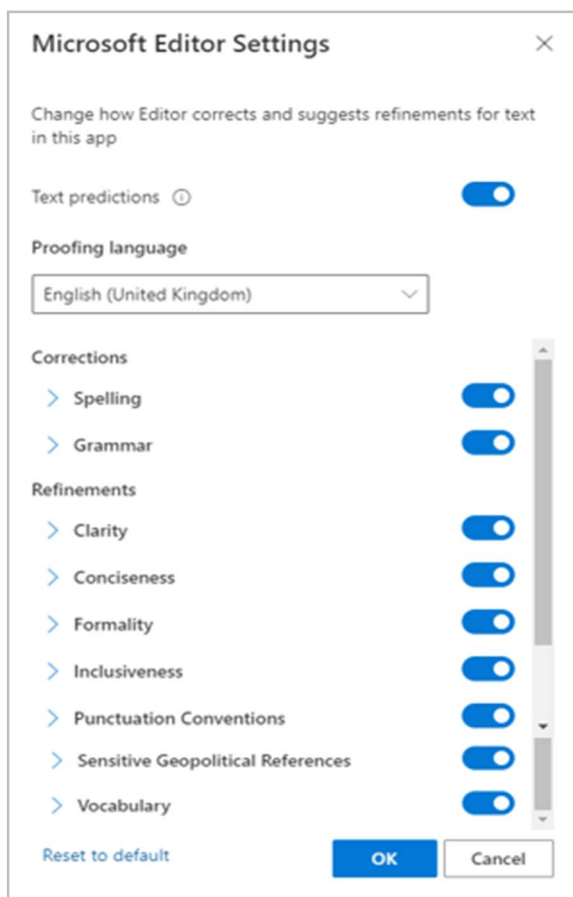 Microsoft Editor Settings
Change how Editor corrects and suggests refinements for text
in this app
Text predictions
Proofing language
English (United Kingdom)
Corrections
Spelling
Grammar
Refinements
Clarity
Conciseness
Formality
Inclusiveness
Punctuation Conventions
Sensitive Geopolitical References
Vocabulary
Reset to default
OK
Cancel